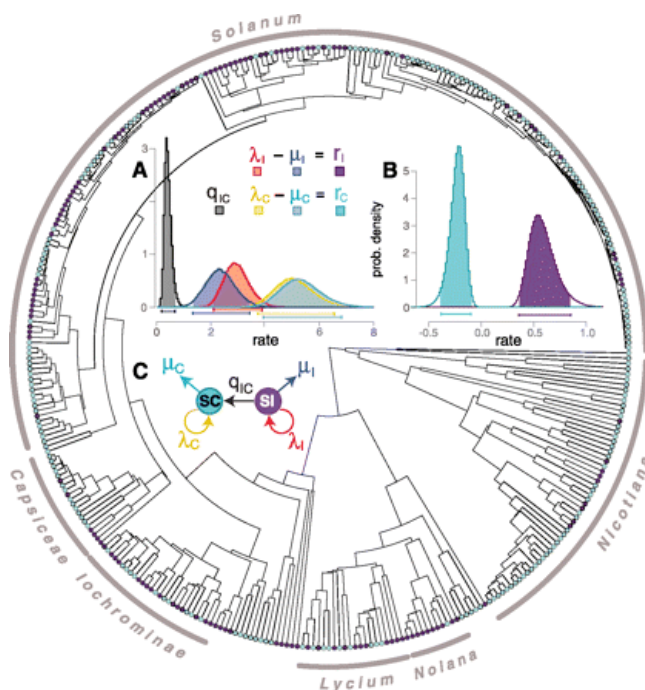 Solanum
A
λI – μI = rI
qIC
λC – μC = rC
3
1
0
0 2 4 6 8
rate
B
prob. density
5
4
3
2
1
0
-0.5 0.0 0.5 1.0
rate
C
μC
qIC
μI
SC
SI
λC
λI
Capsiceae
Iochrominae
Lycium
Nolana
Nicotiana